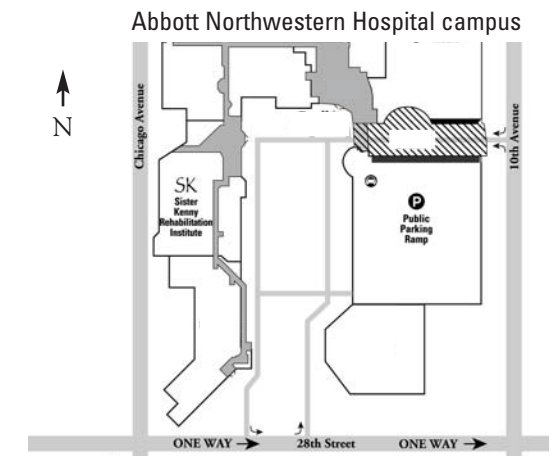 Abbott Northwestern Hospital campus
N
Chicago Avenue
10th Avenue
SK
Sister
Kenny
Rehabilitation
Institute
P
Public
Parking
Ramp
ONE WAY
28th Street
ONE WAY